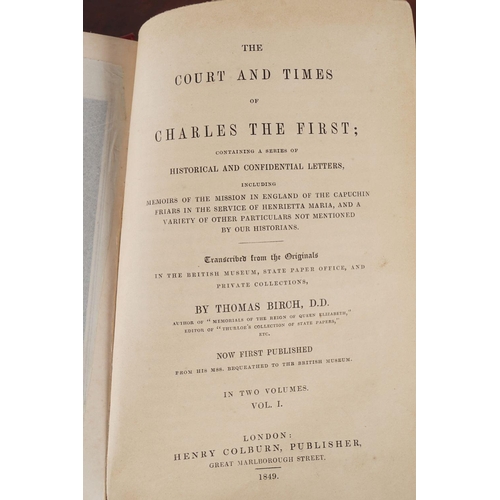 THE
COURT AND TIMES
OF
CHARLES THE FIRST;
CONTAINING A SERIES OF
HISTORICAL AND CONFIDENTIAL LETTERS,
INCLUDING
MEMOIRS OF THE MISSION IN ENGLAND OF THE CAPUCHIN
FRIARS IN THE SERVICE OF HENRIETTA MARIA, AND A
VARIETY OF OTHER PARTICULARS NOT MENTIONED
BY OUR HISTORIANS.
Transcribed from the Originals
IN THE BRITISH MUSEUM, STATE PAPER OFFICE, AND
PRIVATE COLLECTIONS,
BY THOMAS BIRCH, D.D.
AUTHOR OF "MEMORIALS OF THE REIGN OF QUEEN ELIZABETH,"
EDITOR OF "THURLOE'S COLLECTION OF STATE PAPERS,"
ETC.
NOW FIRST PUBLISHED
FROM HIS MSS. BEQUEATHED TO THE BRITISH MUSEUM.
IN TWO VOLUMES.
VOL. I.
LONDON:
HENRY COLBURN, PUBLISHER,
GREAT MARLBOROUGH STREET.
1849.